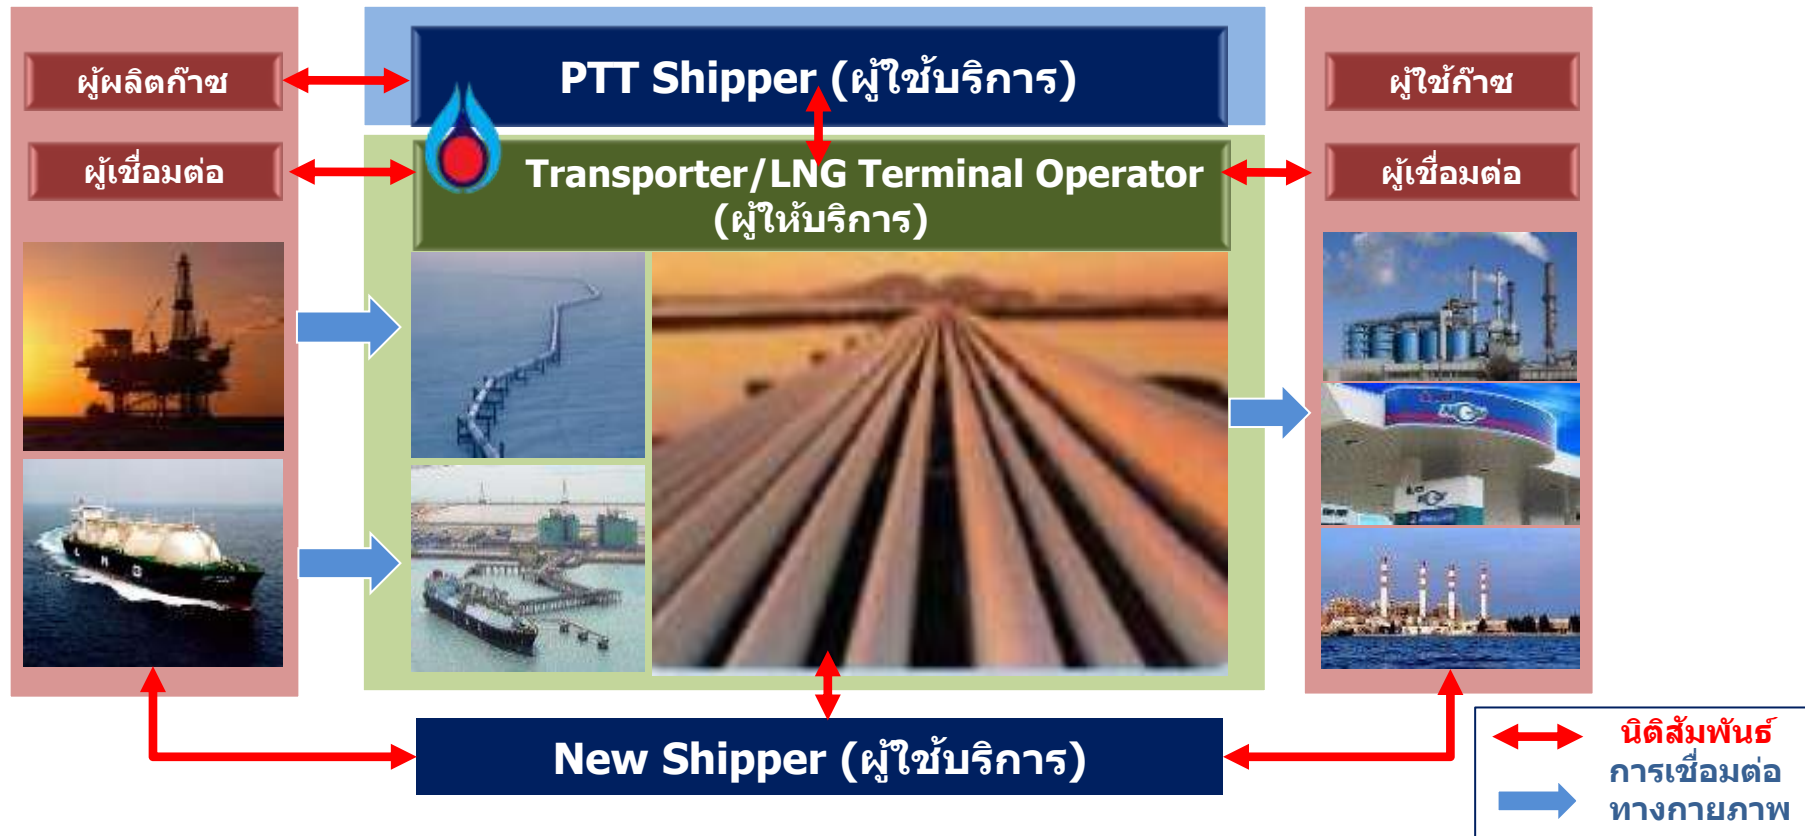 ผู้ผลิตก๊าซ
PTT Shipper (ผู้ใช้บริการ)
ผู้ใช้ก๊าซ
ผู้เชื่อมต่อ
Transporter/LNG Terminal Operator
(ผู้ให้บริการ)
ผู้เชื่อมต่อ
L N G
New Shipper (ผู้ใช้บริการ)
นิติสัมพันธ์
การเชื่อมต่อ
ทางกายภาพ